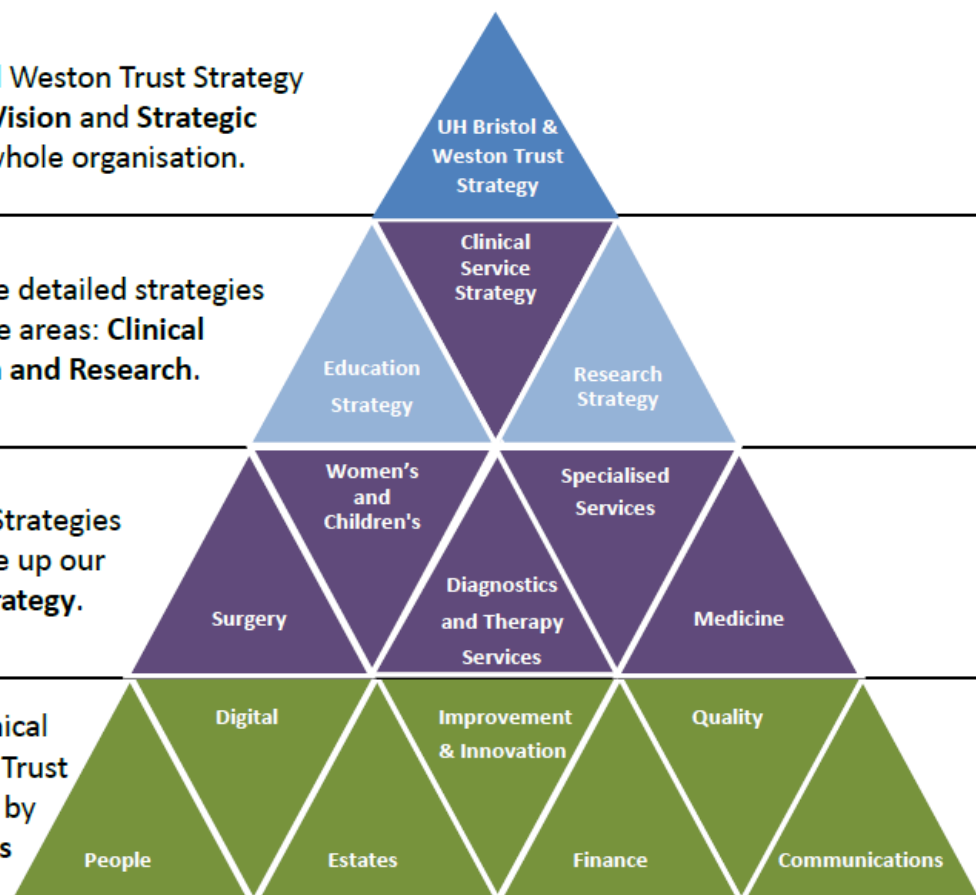 Weston Trust Strategy
Vision and Strategic
whole organisation.
UH Bristol &
Weston Trust
Strategy
detailed strategies
areas: Clinical
and Research.
Clinical
Service
Strategy
Education
Strategy
Research
Strategy
Strategies
up our
Women's
and
Children's
Specialised
Services
Surgery
Diagnostics
and Therapy
Services
Medicine
Trust
by
Digital
Improvement
& Innovation
Quality
People
Estates
Finance
Communications